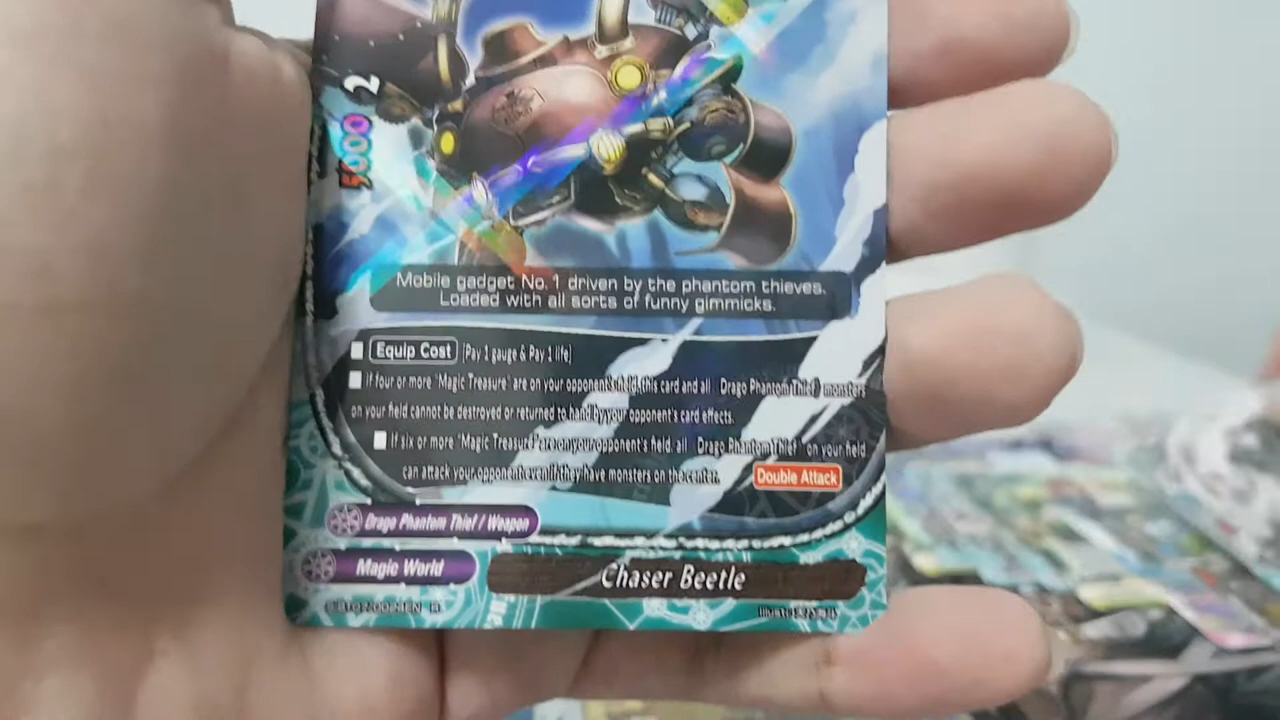 2
5000
Mobile gadget No. 1 driven by the phantom thieves.
Loaded with all sorts of funny gimmicks.
Equip Cost [Pay 1 gauge & Pay 1 life]
If four or more "Magic Treasure" are on your opponent's field, this card and all 《Drago Phantom Thief》 monsters
on your field cannot be destroyed or returned to hand by your opponent's card effects.
If six or more "Magic Treasure" are on your opponent's field, all 《Drago Phantom Thief》 on your field
can attack your opponent even if they have monsters on the center. Double Attack
Drago Phantom Thief / Weapon
Magic World
Chaser Beetle